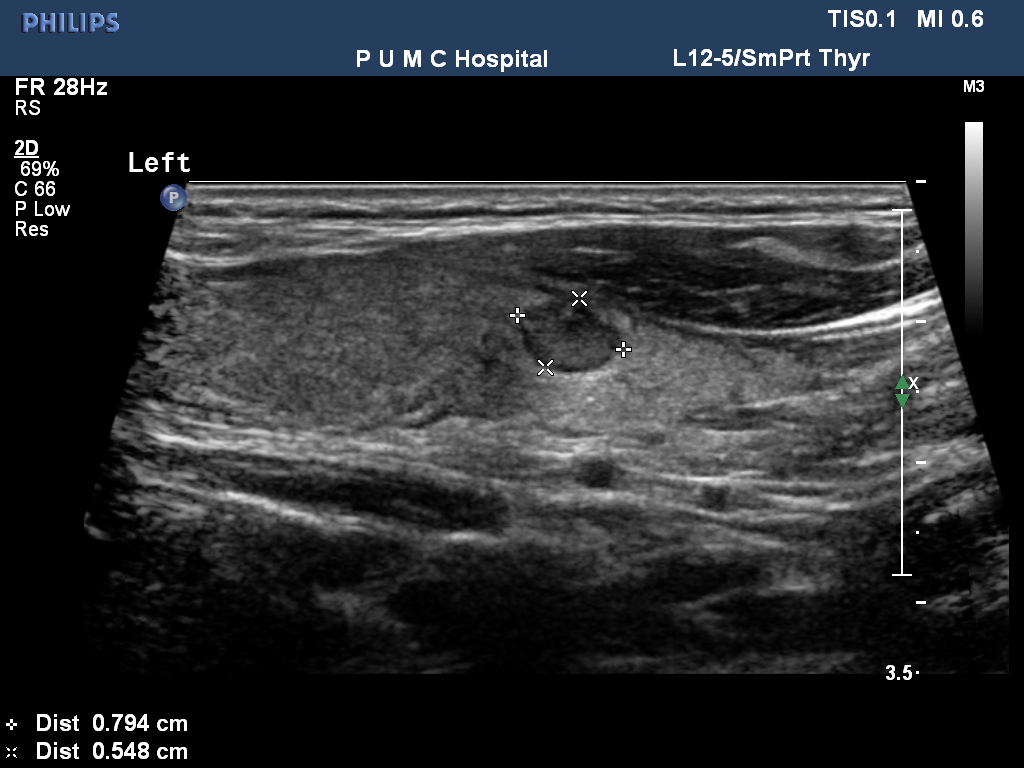 PHILIPS
TIS0.1 MI 0.6
P U M C Hospital
L12-5/SmPrt Thyr
FR 28Hz
RS
M3
2D
69%
C 66
P Low
Res
Left
P
X
3.5
Dist 0.794 cm
Dist 0.548 cm